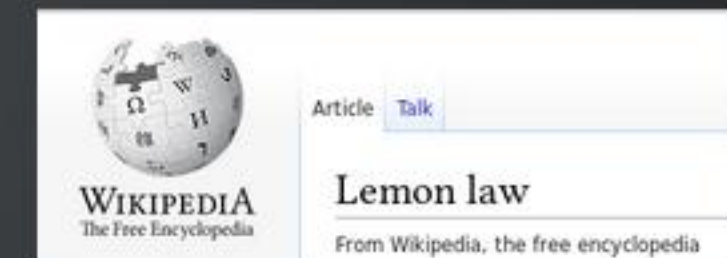 Article Talk
WIKIPEDIA
The Free Encyclopedia
Lemon law
From Wikipedia, the free encyclopedia